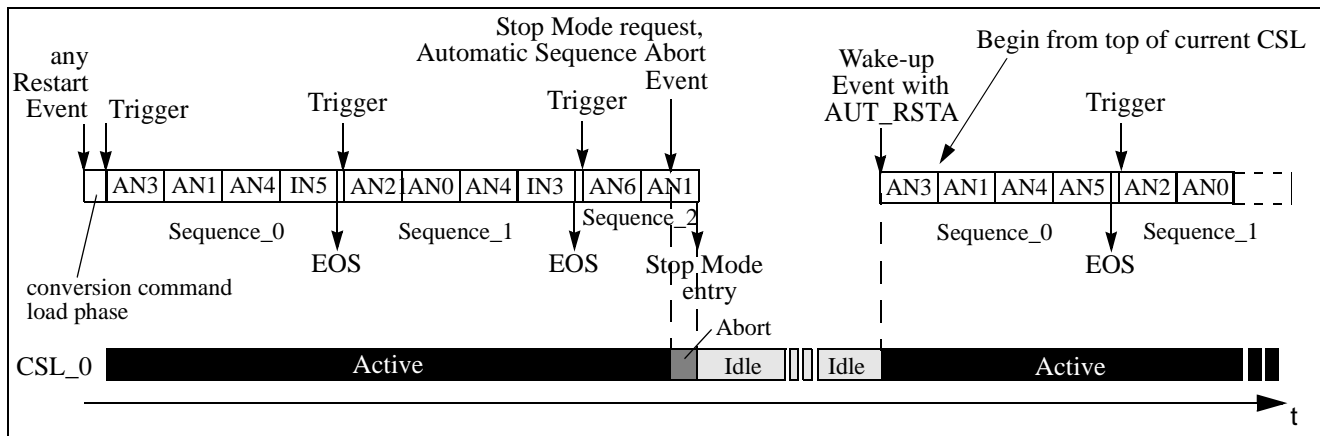 Stop Mode request,
Automatic Sequence Abort
Event
any
Restart
Event
Trigger
Trigger
Trigger
Wake-up
Event with
AUT_RSTA
Begin from top of current CSL
Trigger
AN3 AN1 AN4 IN5 AN21 AN0 AN4 IN3 AN6 AN1
AN3 AN1 AN4 AN5 AN2 AN0
Sequence_0
Sequence_1
Sequence_2
Sequence_0
Sequence_1
EOS
EOS
Stop Mode
entry
EOS
conversion command
load phase
Abort
CSL_0
Active
Idle
Idle
Active
t